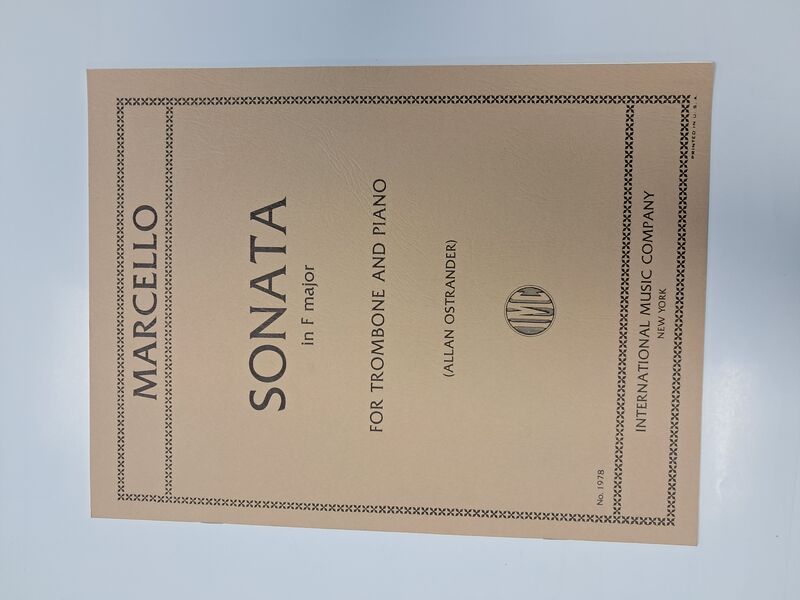 MARCELLO
SONATA
in F major
FOR TROMBONE AND PIANO
(ALLAN OSTRANDER)
IMC
No. 1978
INTERNATIONAL MUSIC COMPANY
NEW YORK
PRINTED IN U. S. A.